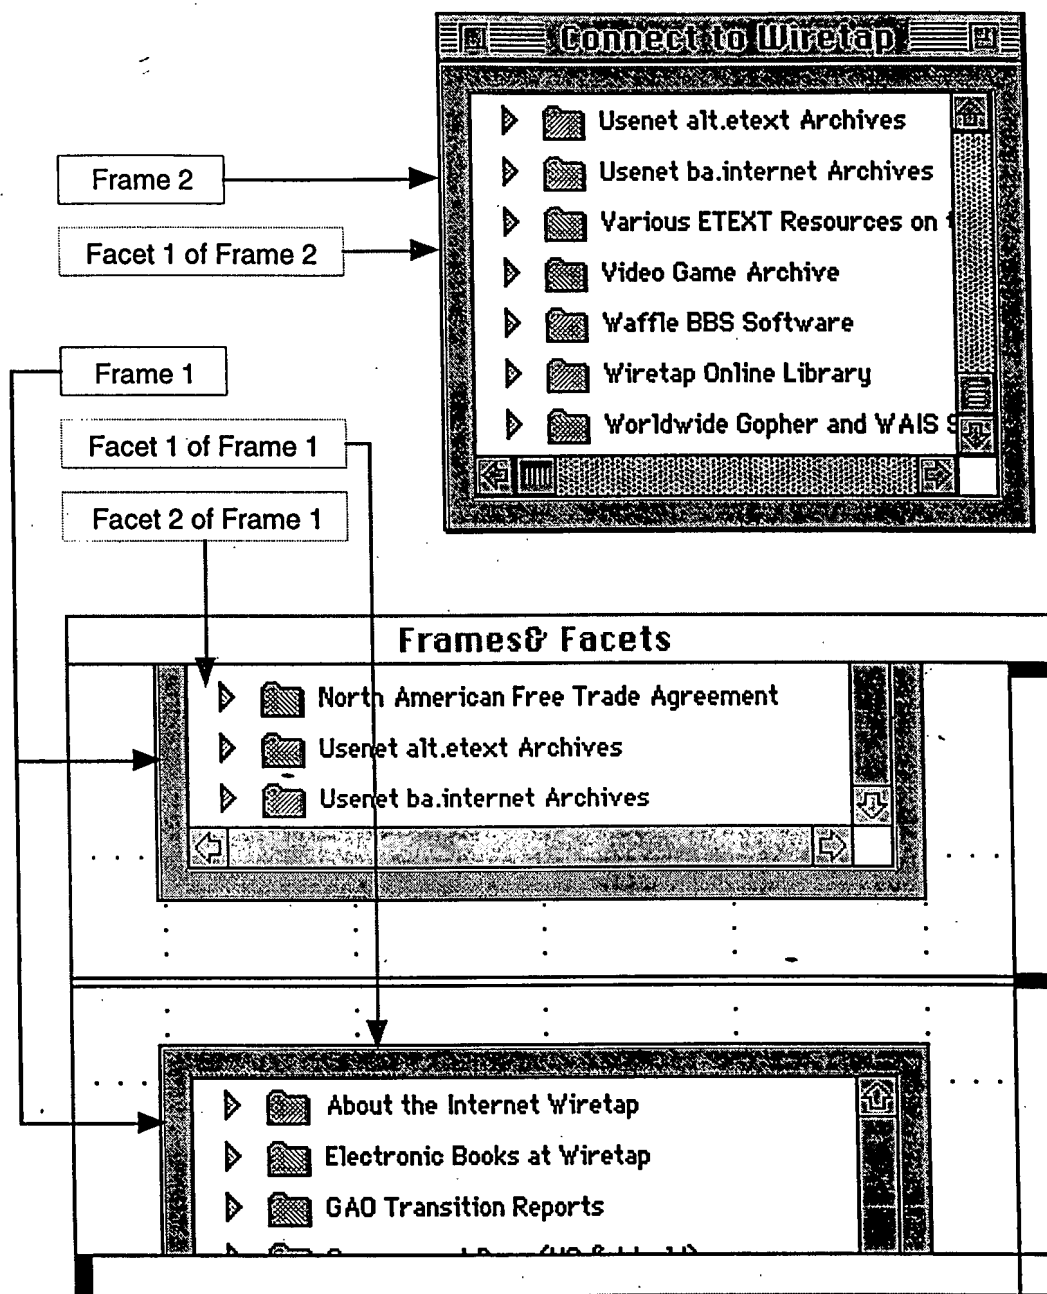 Connect to Wiretap
Usenet alt.etext Archives
Usenet ba.internet Archives
Various ETEXT Resources on
Video Game Archive
Waffle BBS Software
Wiretap Online Library
Worldwide Gopher and WAIS S
Frame 2
Facet 1 of Frame 2
Frame 1
Facet 1 of Frame 1
Facet 2 of Frame 1
Frames& Facets
North American Free Trade Agreement
Usenet alt.etext Archives
Usenet ba.internet Archives
About the Internet Wiretap
Electronic Books at Wiretap
GAO Transition Reports